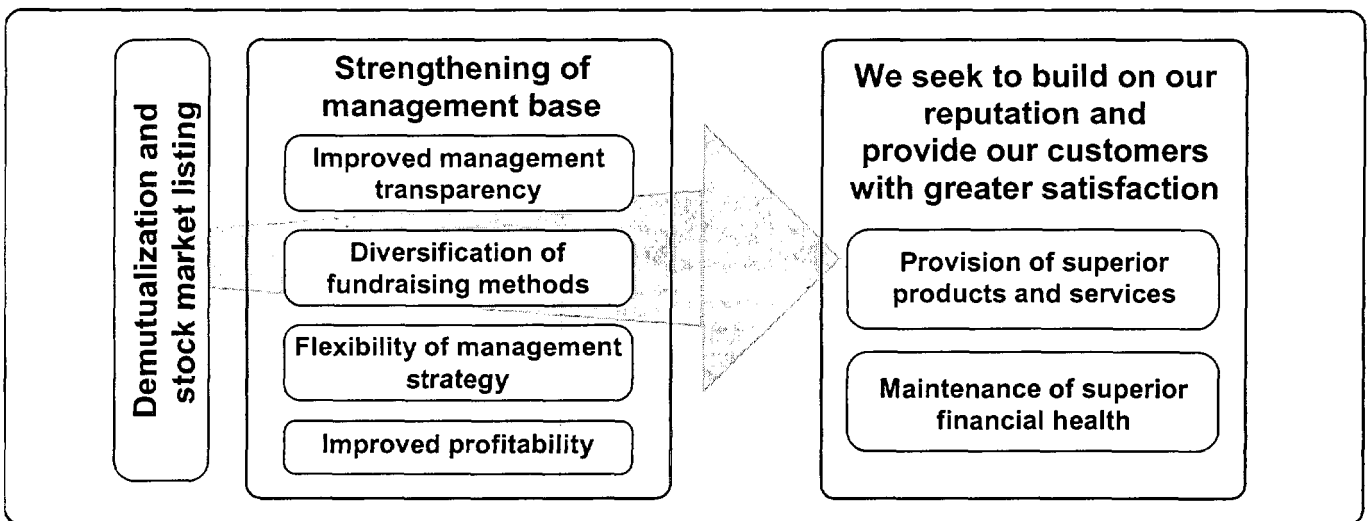 Demutualization and
stock market listing
Strengthening of
management base
Improved management
transparency
Diversification of
fundraising methods
Flexibility of management
strategy
Improved profitability
We seek to build on our
reputation and
provide our customers
with greater satisfaction
Provision of superior
products and services
Maintenance of superior
financial health